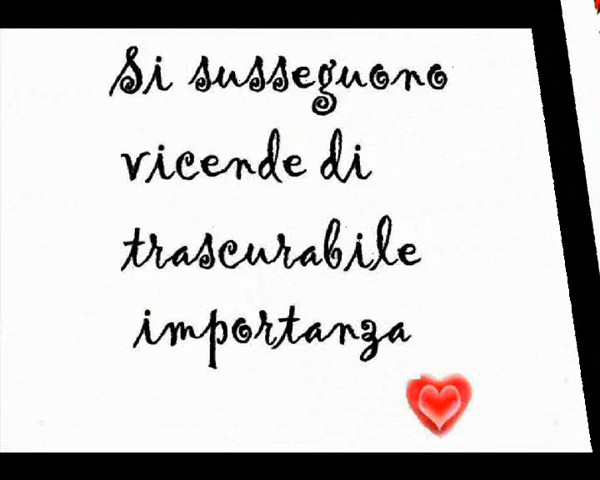 Si susseguono
vicende di
trascurabile
importanza